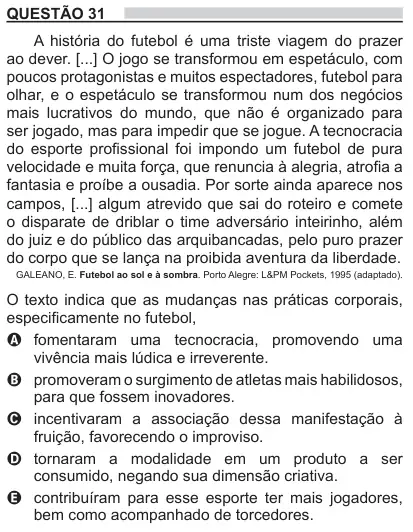 QUESTÃO 31
A história do futebol é uma triste viagem do prazer
ao dever. [...] O jogo se transformou em espetáculo, com
poucos protagonistas e muitos espectadores, futebol para
olhar, e o espetáculo se transformou num dos negócios
mais lucrativos do mundo, que não é organizado para
ser jogado, mas para impedir que se jogue. A tecnocracia
do esporte profissional foi impondo um futebol de pura
velocidade e muita força, que renuncia à alegria, atrofia a
fantasia e proíbe a ousadia. Por sorte ainda aparece nos
campos, [...] algum atrevido que sai do roteiro e comete
o disparate de driblar o time adversário inteirinho, além
do juiz e do público das arquibancadas, pelo puro prazer
do corpo que se lança na proibida aventura da liberdade.
GALEANO, E. Futebol ao sol e à sombra. Porto Alegre: L&PM Pockets, 1995 (adaptado).
O texto indica que as mudanças nas práticas corporais,
especificamente no futebol,
A fomentaram uma tecnocracia, promovendo uma
vivência mais lúdica e irreverente.
B promoveram o surgimento de atletas mais habilidosos,
para que fossem inovadores.
C incentivaram a associação dessa manifestação à
fruição, favorecendo o improviso.
D tornaram a modalidade em um produto a ser
consumido, negando sua dimensão criativa.
E contribuíram para esse esporte ter mais jogadores,
bem como acompanhado de torcedores.